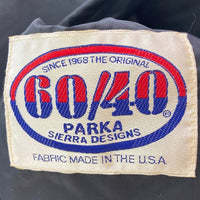 SINCE 1968 THE ORIGINAL
60/40®
PARKA
SIERRA DESIGNS
FABRIC MADE IN THE U.S.A.